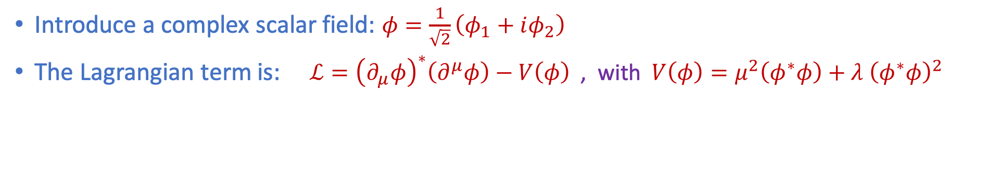 • Introduce a complex scalar field: ϕ = 1/√2 (ϕ₁ + iϕ₂)
• The Lagrangian term is: ℒ = (∂_μϕ)^*(∂^μϕ) − V(ϕ) , with V(ϕ) = μ²(ϕ^*ϕ) + λ (ϕ^*ϕ)²